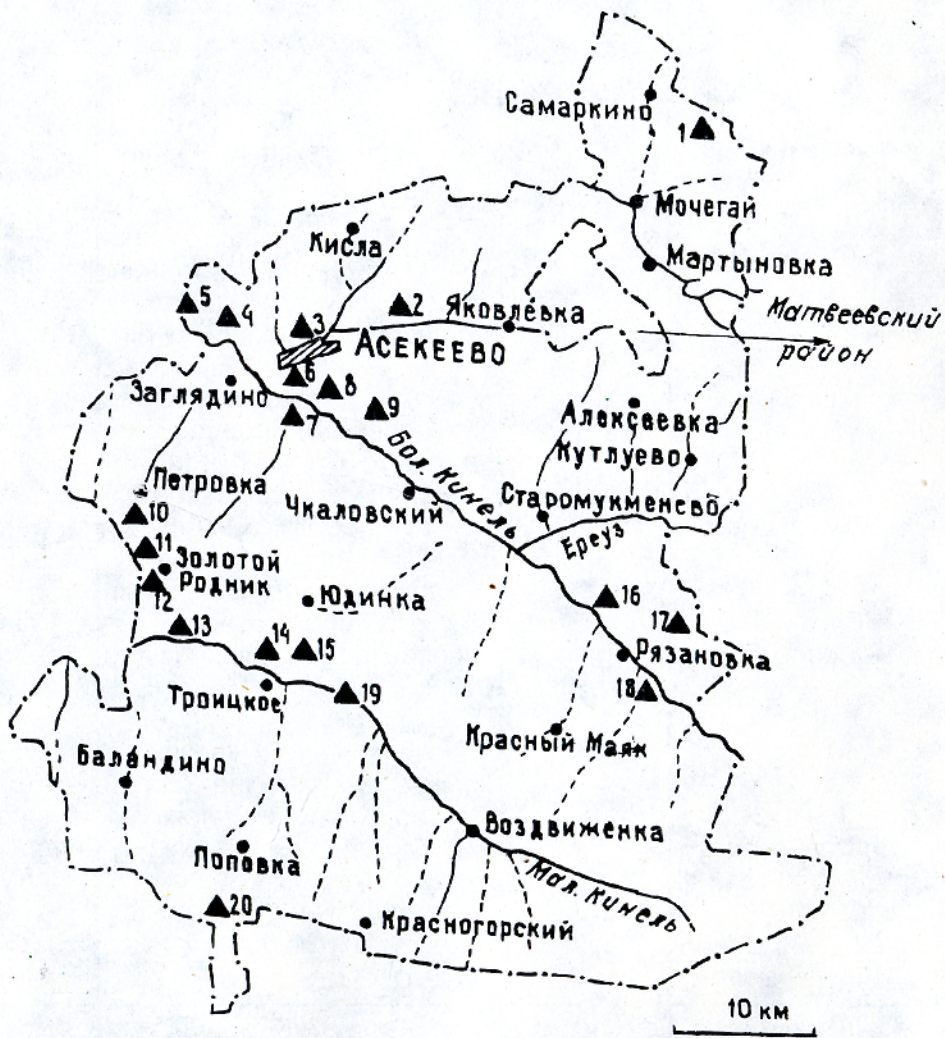 Самаркино
1
Мочегай
Мартыновка
Кисла
Матвеевский
район
5
4
3
2
Яковлевка
Асекеево
Заглядино
6
8
7
9
Алексеевка
Кутлуево
Бол. Кинель
Петровка
Чкаловский
Старомукменево
10
Ереуз
11
Золотой
Родник
12
Юдинка
16
13
14
15
17
Рязановка
Троицкое
19
18
Красный Маяк
Баландино
Воздвиженка
Поповка
Мал. Кинель
20
Красногорский
10 км